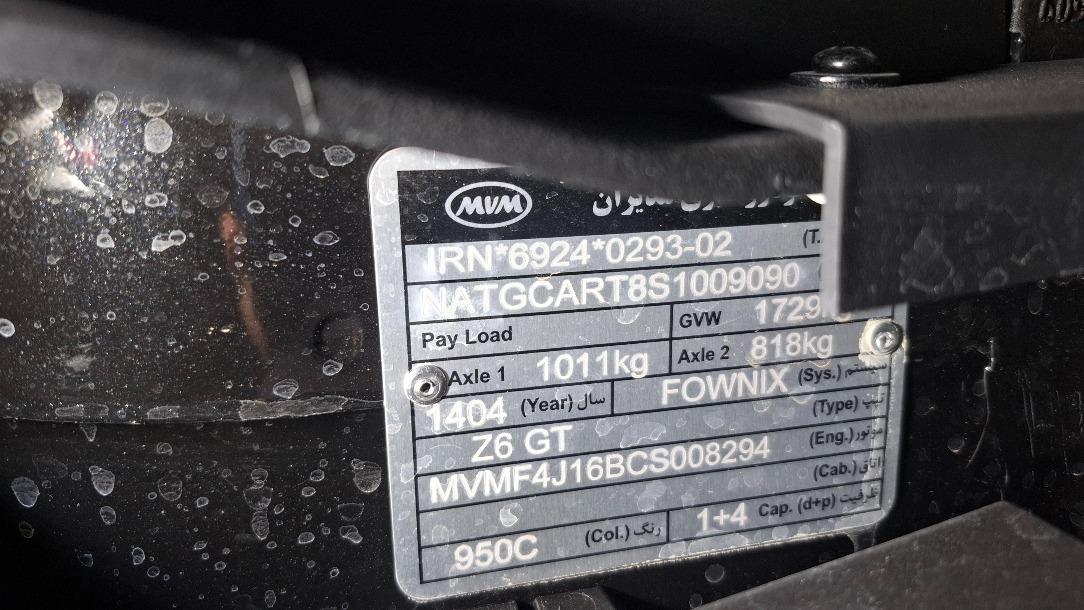 MVM
IRN*6924*0293-02 (T.
NATGCART8S1009090
Pay Load GVW
Axle 1 1011kg Axle 2 818kg
1404 (Year) سال FOWNIX (Sys.) سیستم
Z6 GT (Type) تیپ
MVMF4J16BCS008294 (Eng.) موتور
(Cab.) اتاق
950C (Col.) رنگ 1+4 Cap. (d+p) ظرفیت